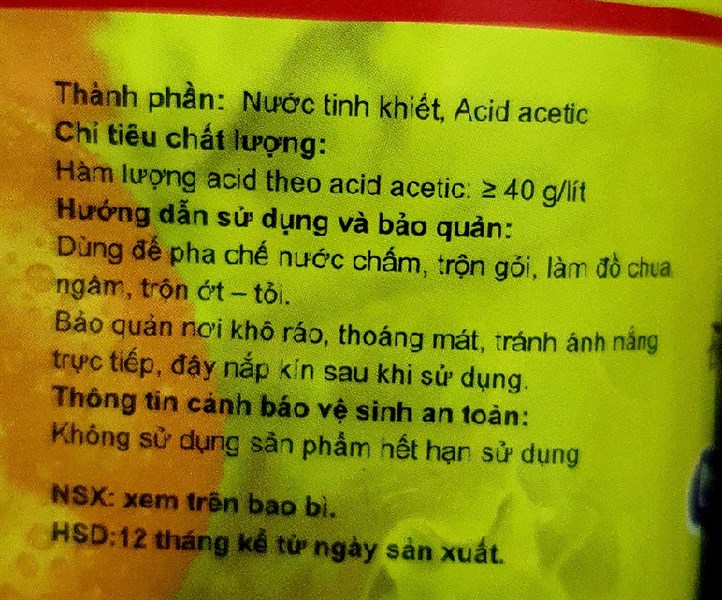 Thành phần: Nước tinh khiết, Acid acetic
Chỉ tiêu chất lượng:
Hàm lượng acid theo acid acetic: ≥ 40 g/lít
Hướng dẫn sử dụng và bảo quản:
Dùng để pha chế nước chấm, trộn gỏi, làm đồ chua
ngâm, trộn ớt – tỏi.
Bảo quản nơi khô ráo, thoáng mát, tránh ánh nắng
trực tiếp, đậy nắp kín sau khi sử dụng.
Thông tin cảnh báo vệ sinh an toàn:
Không sử dụng sản phẩm hết hạn sử dụng
NSX: xem trên bao bì.
HSD:12 tháng kể từ ngày sản xuất.